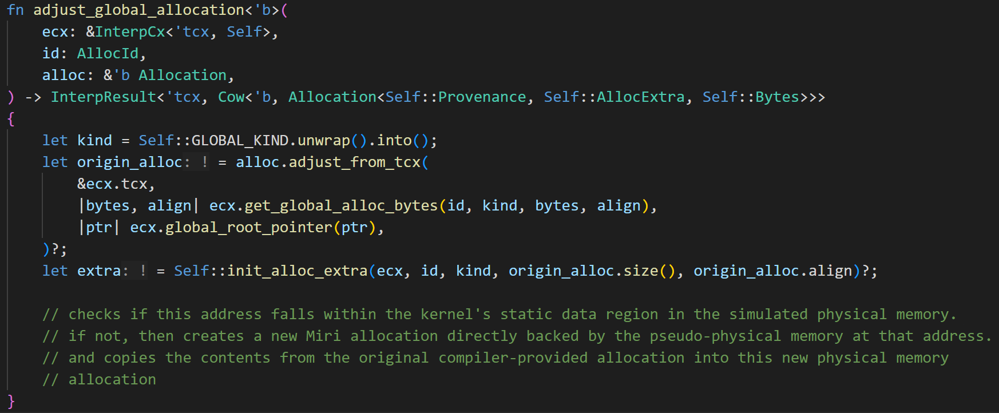 fn adjust_global_allocation<'b>(
    ecx: &InterpCx<'tcx, Self>,
    id: AllocId,
    alloc: &'b Allocation,
) -> InterpResult<'tcx, Cow<'b, Allocation<Self::Provenance, Self::AllocExtra, Self::Bytes>>>
{
    let kind = Self::GLOBAL_KIND.unwrap().into();
    let origin_alloc: ! = alloc.adjust_from_tcx(
        &ecx.tcx,
        |bytes, align| ecx.get_global_alloc_bytes(id, kind, bytes, align),
        |ptr| ecx.global_root_pointer(ptr),
    )?;
    let extra: ! = Self::init_alloc_extra(ecx, id, kind, origin_alloc.size(), origin_alloc.align)?;

    // checks if this address falls within the kernel's static data region in the simulated physical memory.
    // if not, then creates a new Miri allocation directly backed by the pseudo-physical memory at that address.
    // and copies the contents from the original compiler-provided allocation into this new physical memory
    // allocation
}